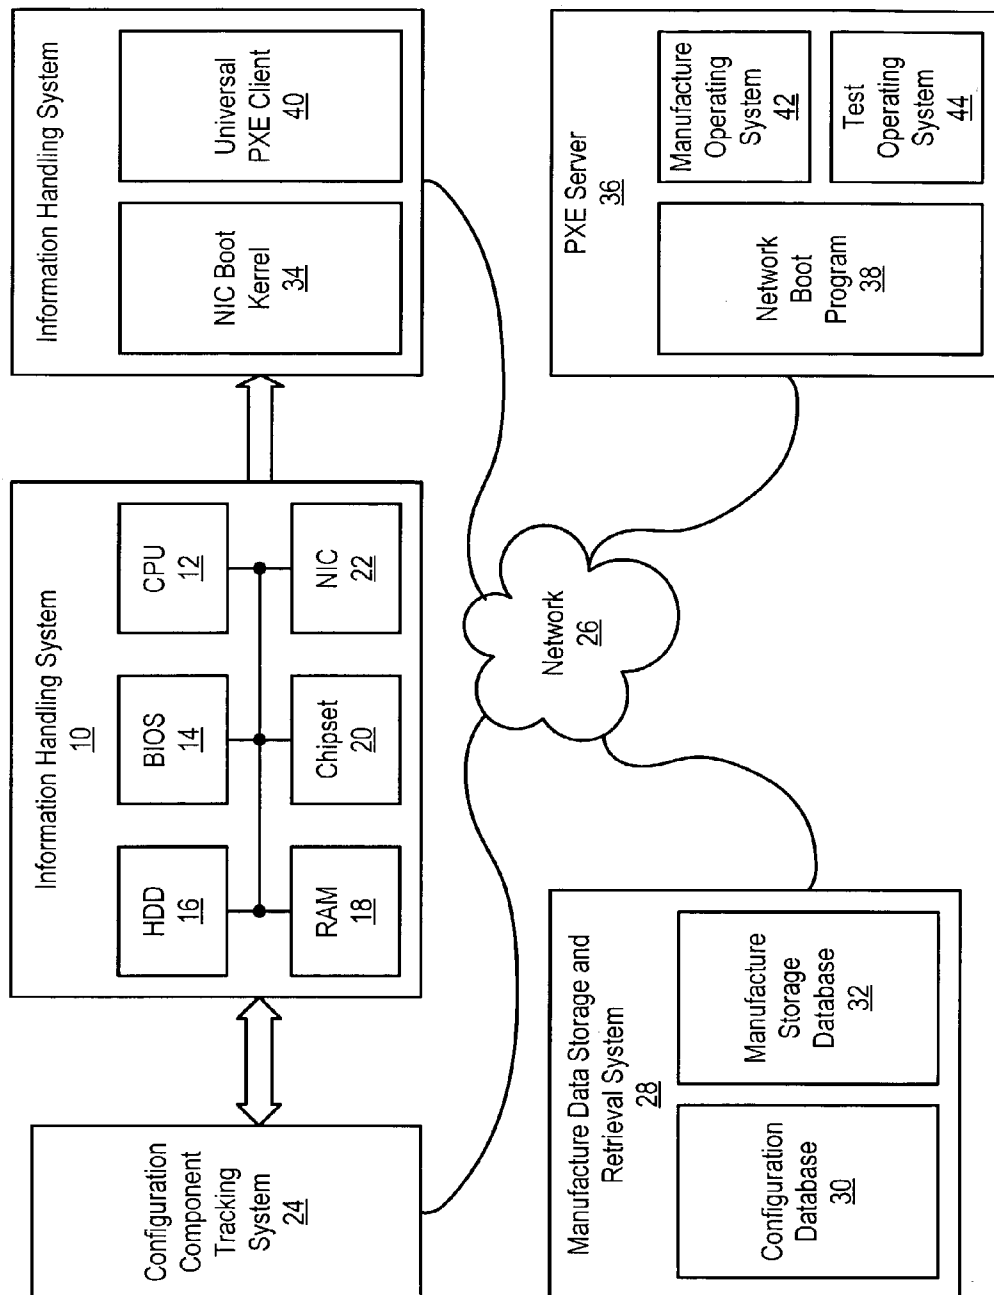 Configuration
Component
Tracking
System
24
Information Handling System
10
HDD
16
BIOS
14
CPU
12
RAM
18
Chipset
20
NIC
22
Information Handling System
NIC Boot
Kerrel
34
Universal
PXE Client
40
Network
26
Manufacture Data Storage and
Retrieval System
28
Configuration
Database
30
Manufacture
Storage
Database
32
PXE Server
36
Network
Boot
Program
38
Manufacture
Operating
System
42
Test
Operating
System
44